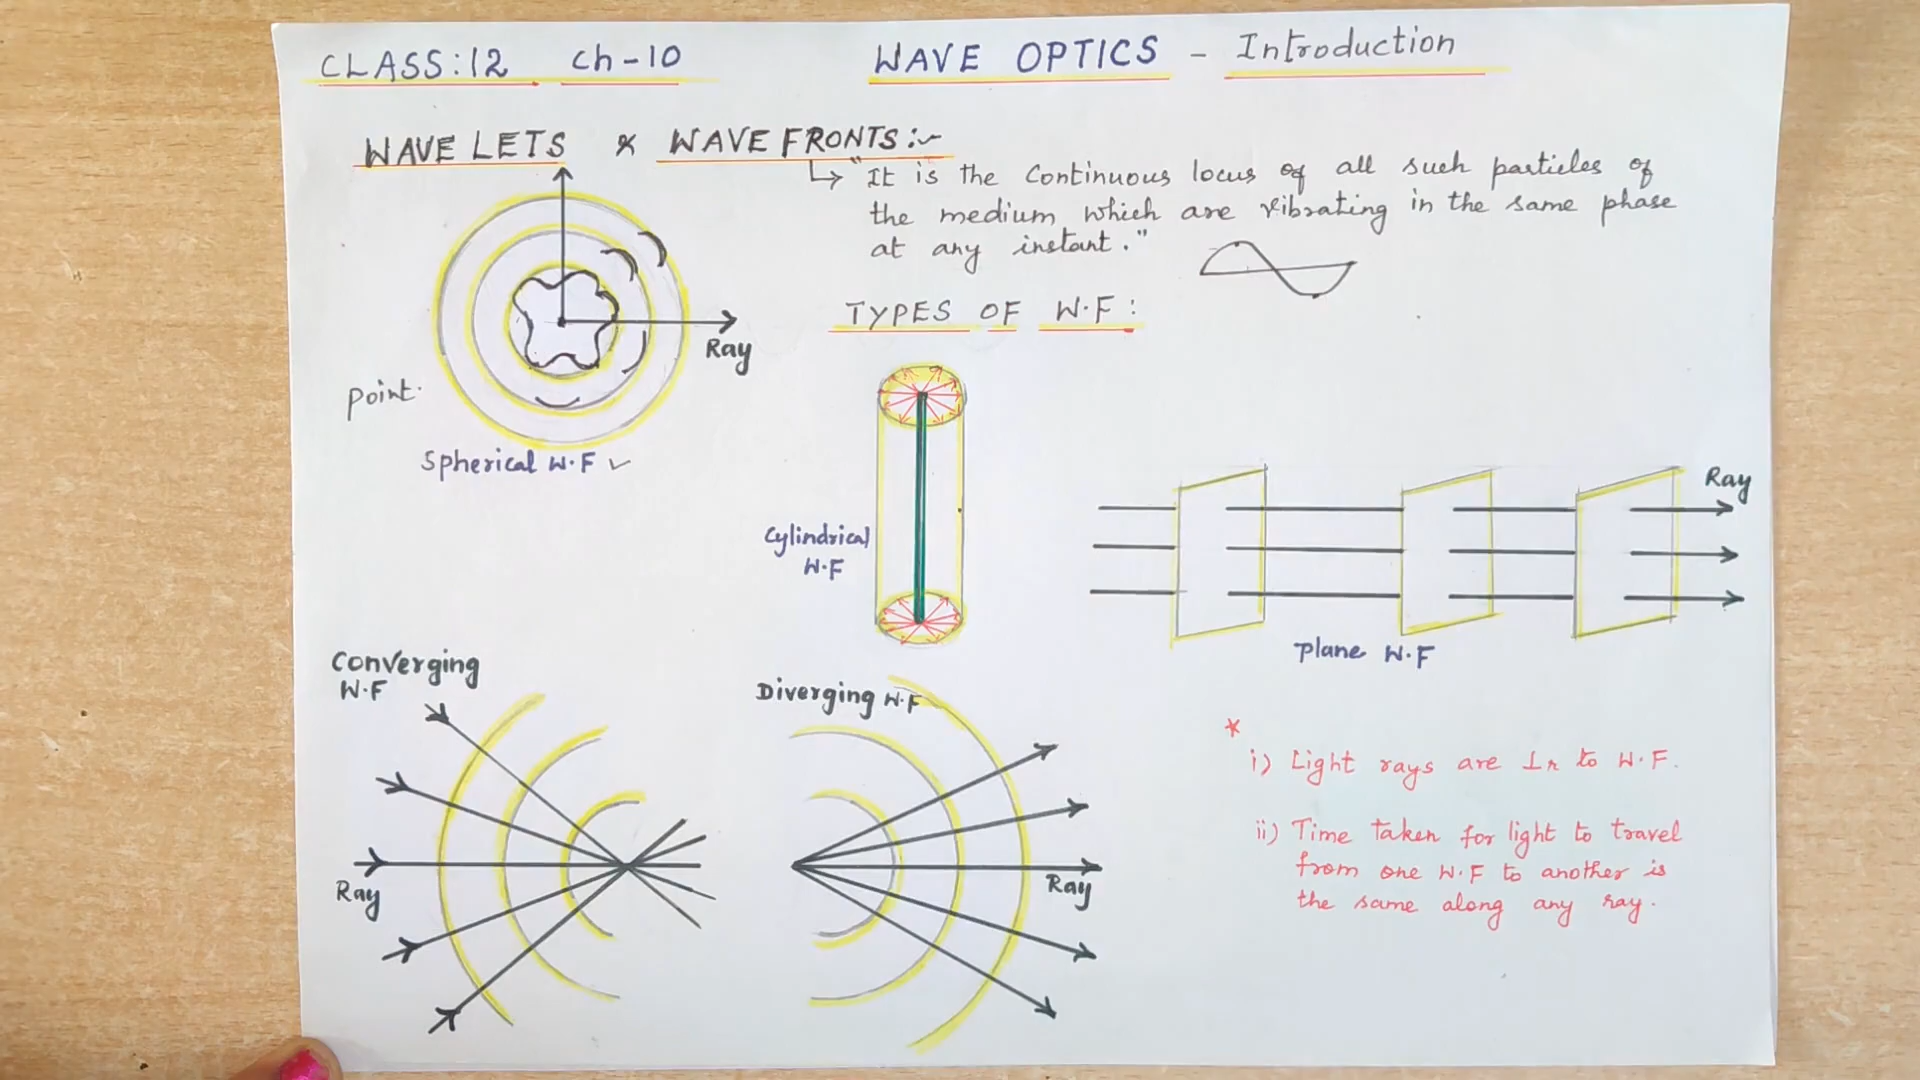 CLASS:12 Ch-10
WAVE OPTICS - Introduction
WAVE LETS & WAVE FRONTS:-
"It is the Continuous locus of all such particles of
the medium which are vibrating in the same phase
at any instant."
Ray
point.
Spherical W.F
TYPES OF W.F:
Cylindrical
W.F
Ray
plane W.F
Converging
W.F
Ray
Diverging W.F
Ray
*
i) Light rays are ⊥r to W.F.
ii) Time taken for light to travel
from one W.F to another is
the same along any ray.